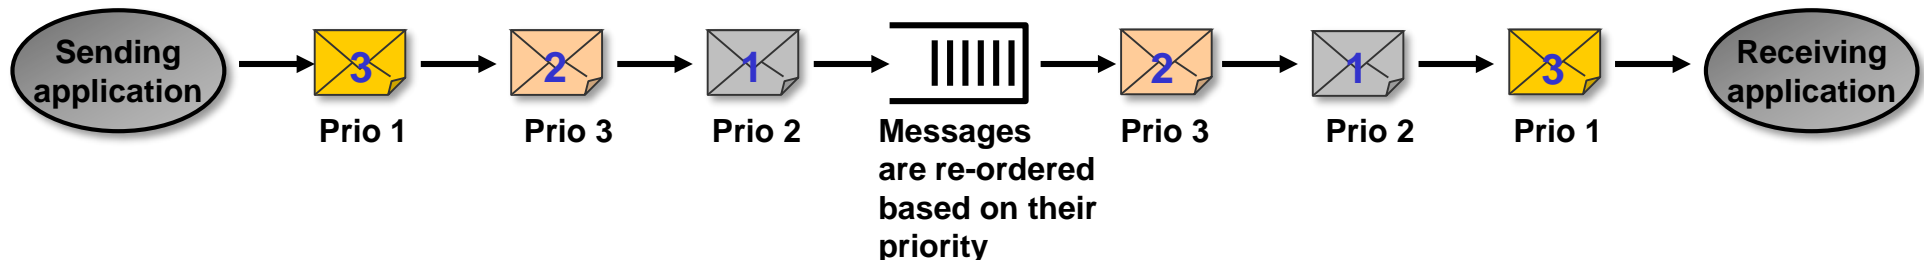 Sending
application
3
Prio 1
2
Prio 3
1
Prio 2
Messages
are re-ordered
based on their
priority
2
Prio 3
1
Prio 2
3
Prio 1
Receiving
application